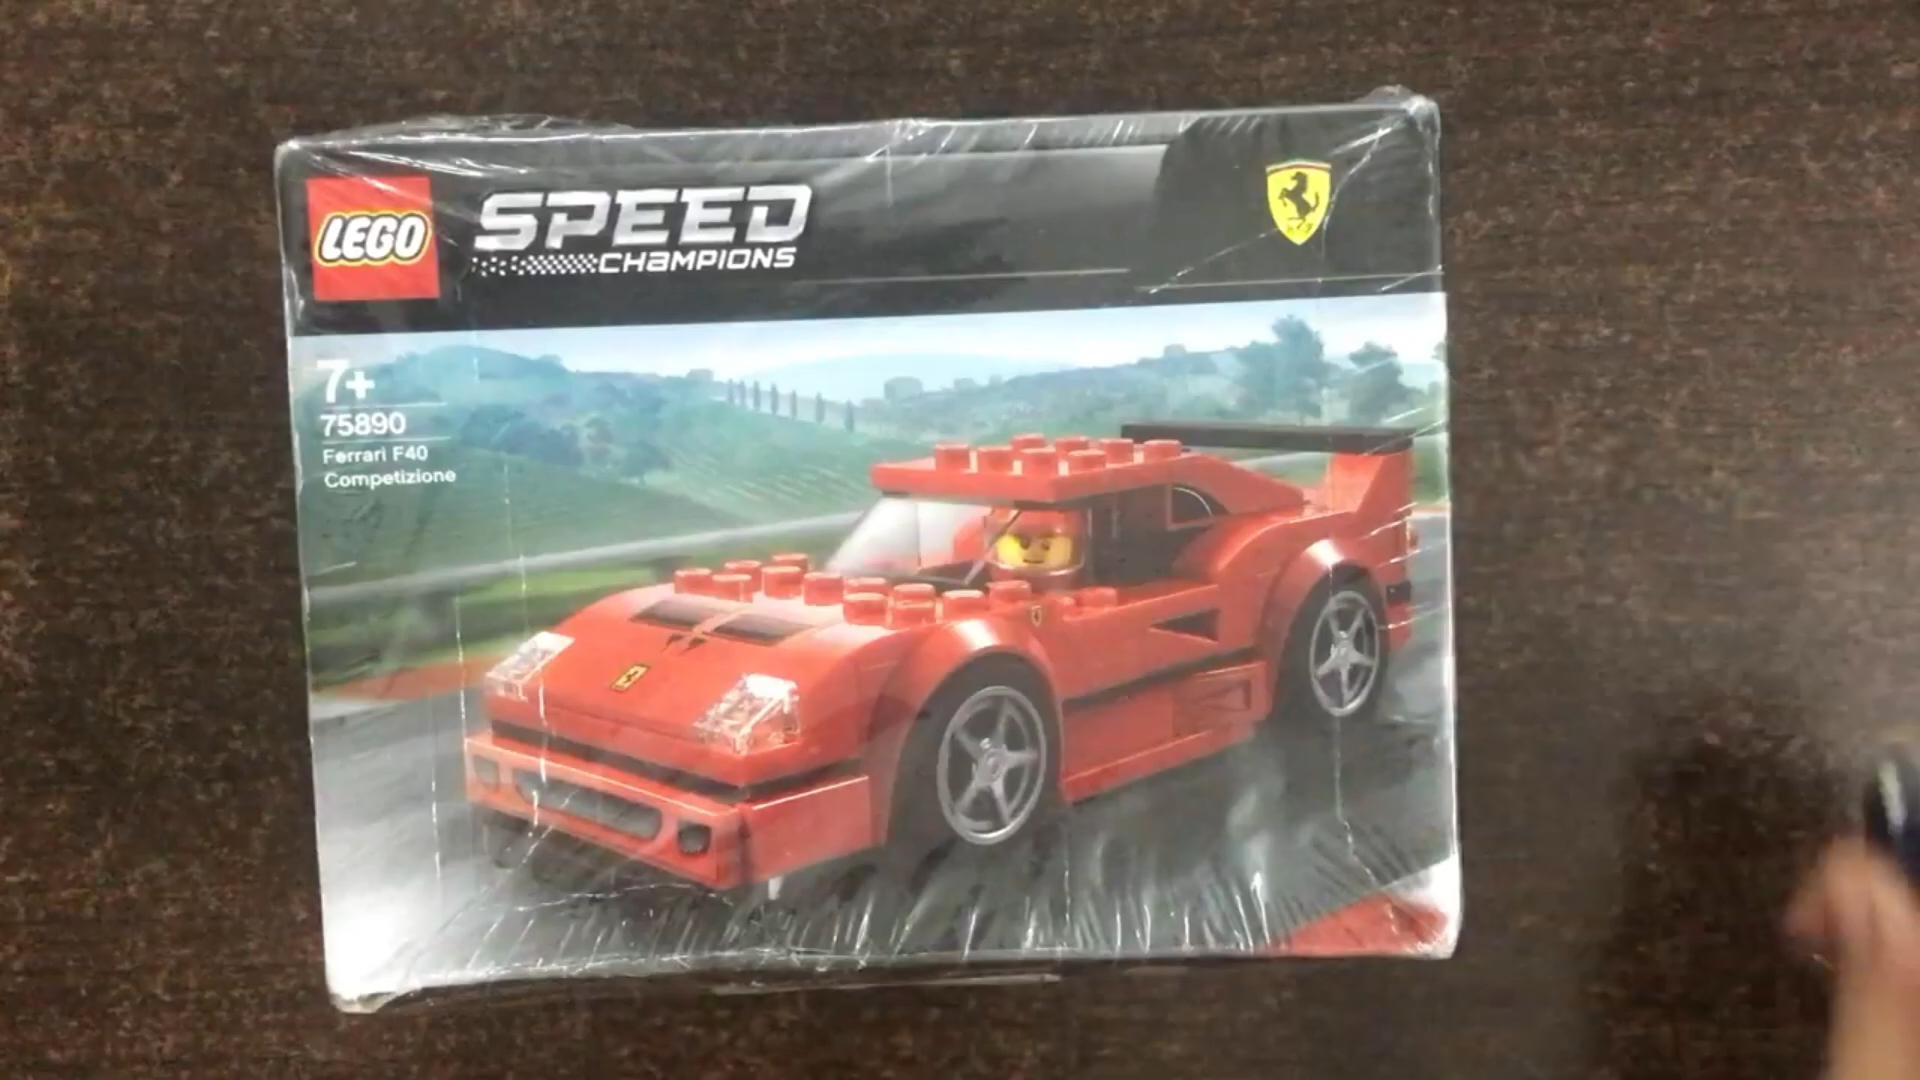 LEGO
SPEED
CHAMPIONS
7+
75890
Ferrari F40
Competizione